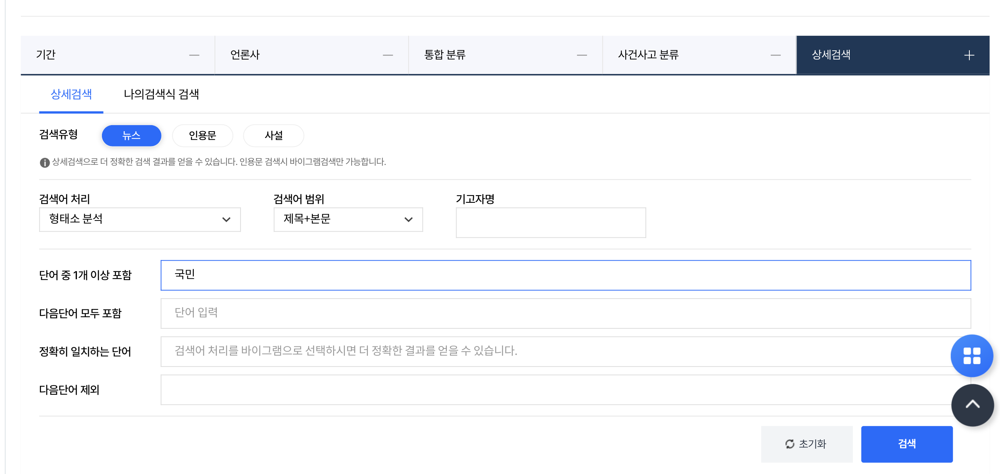 기간
언론사
통합 분류
사건사고 분류
상세검색
상세검색
나의검색식 검색
검색유형
뉴스
인용문
사설
상세검색으로 더 정확한 검색 결과를 얻을 수 있습니다. 인용문 검색시 바이그램검색만 가능합니다.
검색어 처리
검색어 범위
기고자명
형태소 분석
제목+본문
단어 중 1개 이상 포함
국민
다음단어 모두 포함
단어 입력
정확히 일치하는 단어
검색어 처리를 바이그램으로 선택하시면 더 정확한 결과를 얻을 수 있습니다.
다음단어 제외
초기화
검색